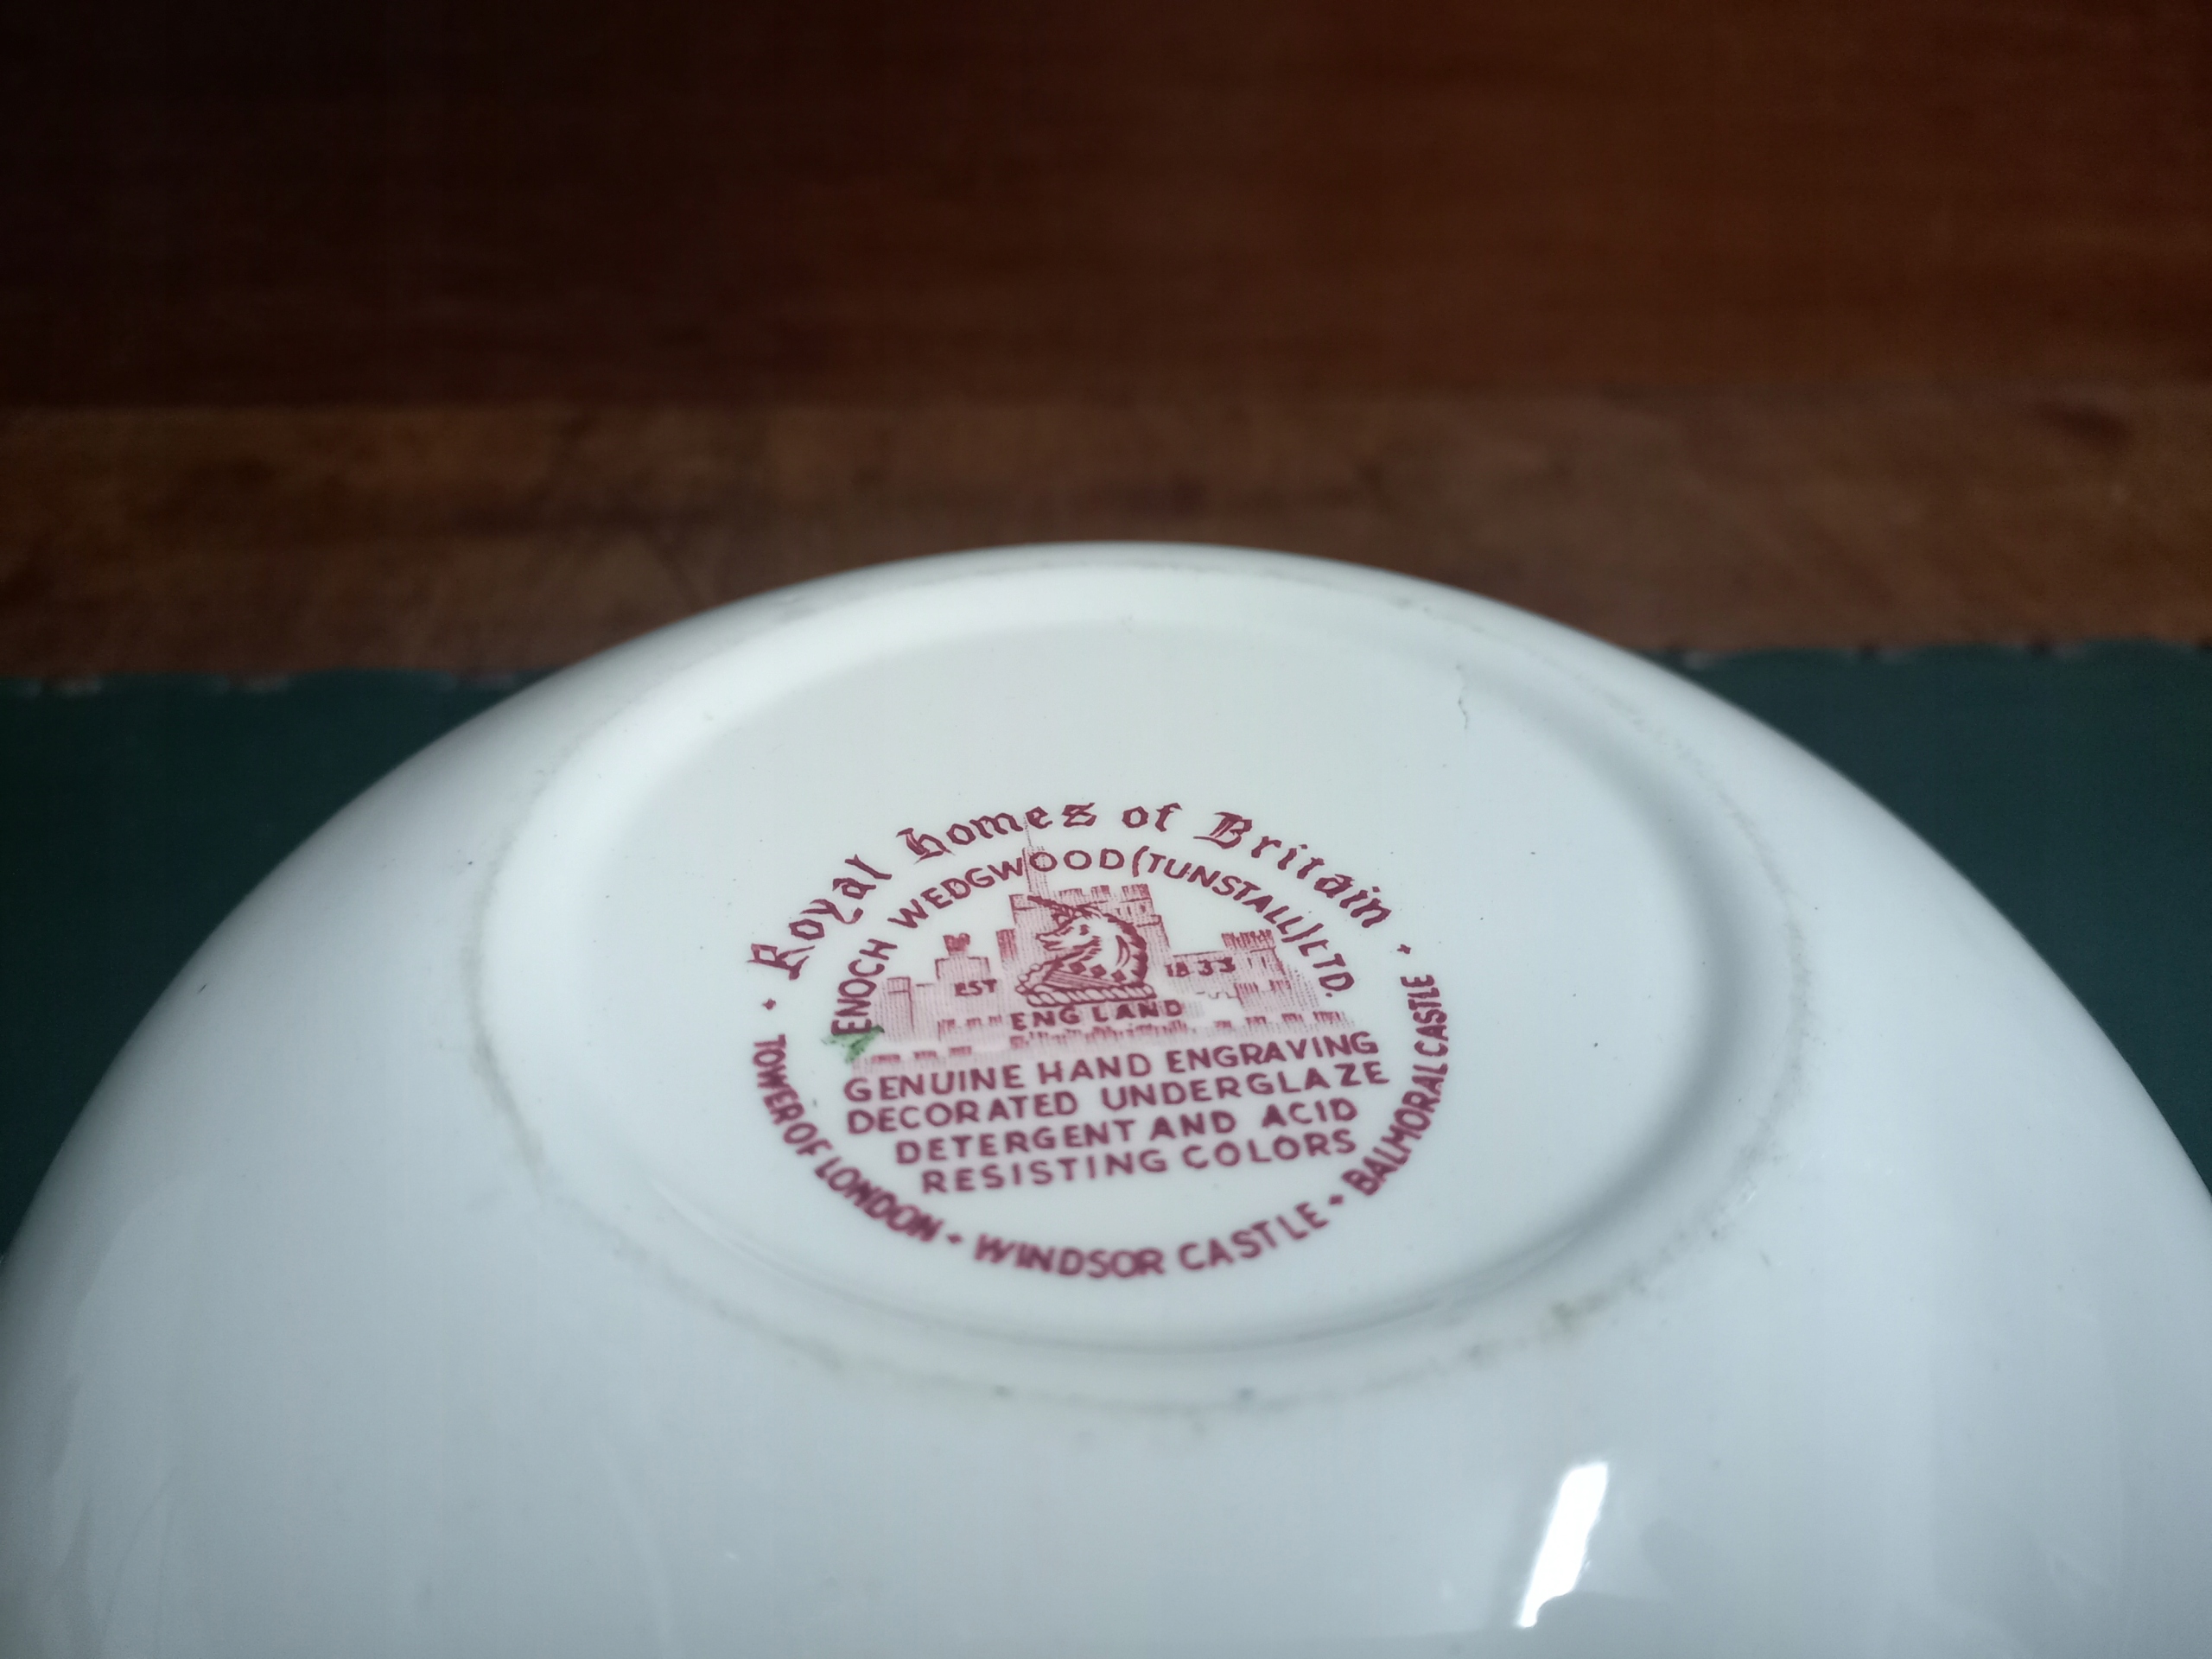 • Royal homes of Britain •
ENOCH WEDGWOOD (TUNSTALL) LTD.
EST 1833
ENGLAND
GENUINE HAND ENGRAVING
DECORATED UNDERGLAZE
DETERGENT AND ACID
RESISTING COLORS
TOWER OF LONDON • WINDSOR CASTLE • BALMORAL CASTLE